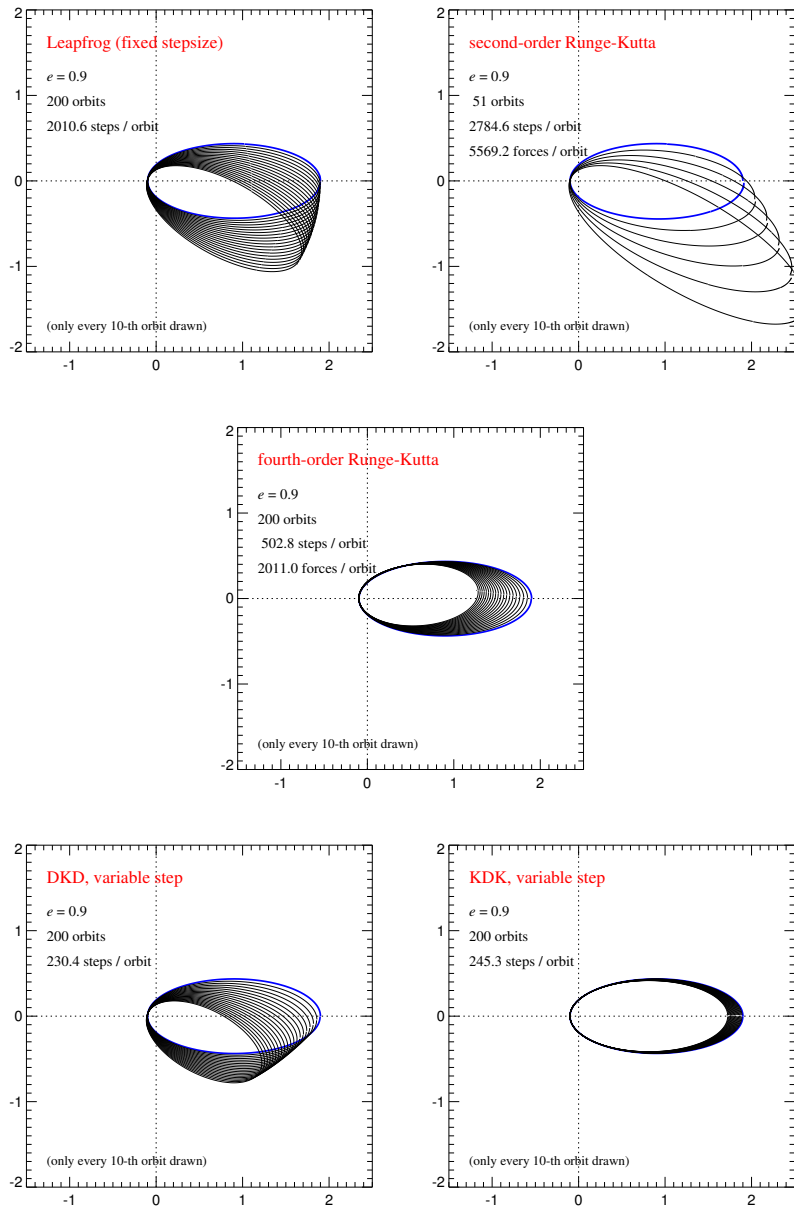 Leapfrog (fixed stepsize)
e = 0.9
200 orbits
2010.6 steps / orbit
(only every 10-th orbit drawn)
2
1
0
-1
-2
-1 0 1 2
second-order Runge-Kutta
e = 0.9
51 orbits
2784.6 steps / orbit
5569.2 forces / orbit
(only every 10-th orbit drawn)
2
1
0
-1
-2
-1 0 1 2
fourth-order Runge-Kutta
e = 0.9
200 orbits
502.8 steps / orbit
2011.0 forces / orbit
(only every 10-th orbit drawn)
2
1
0
-1
-2
-1 0 1 2
DKD, variable step
e = 0.9
200 orbits
230.4 steps / orbit
(only every 10-th orbit drawn)
2
1
0
-1
-2
-1 0 1 2
KDK, variable step
e = 0.9
200 orbits
245.3 steps / orbit
(only every 10-th orbit drawn)
2
1
0
-1
-2
-1 0 1 2